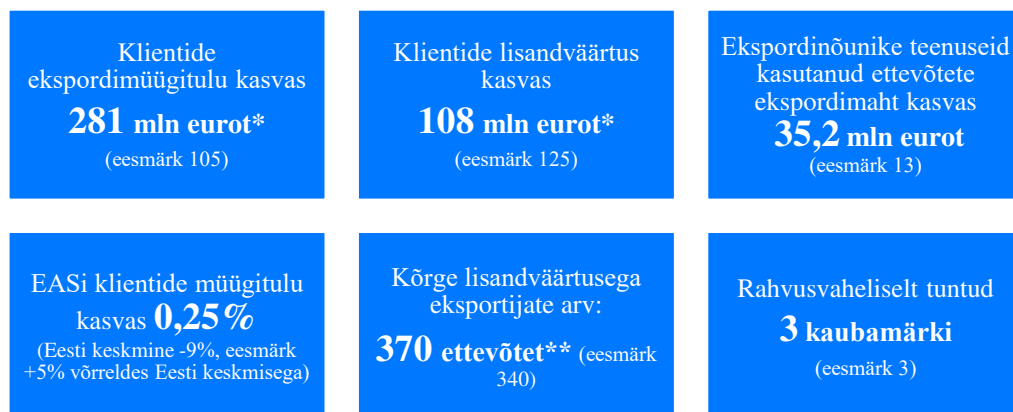 Klientide
ekspordimüügitulu kasvas
281 mln eurot*
(eesmärk 105)
Klientide lisandväärtus
kasvas
108 mln eurot*
(eesmärk 125)
Ekspordinõunike teenuseid
kasutanud ettevõtete
ekspordimaht kasvas
35,2 mln eurot
(eesmärk 13)
EASi klientide müügitulu
kasvas 0,25%
(Eesti keskmine -9%, eesmärk
+5% võrreldes Eesti keskmisega)
Kõrge lisandväärtusega
eksportijate arv:
370 ettevõtet** (eesmärk
340)
Rahvusvaheliselt tuntud
3 kaubamärki
(eesmärk 3)